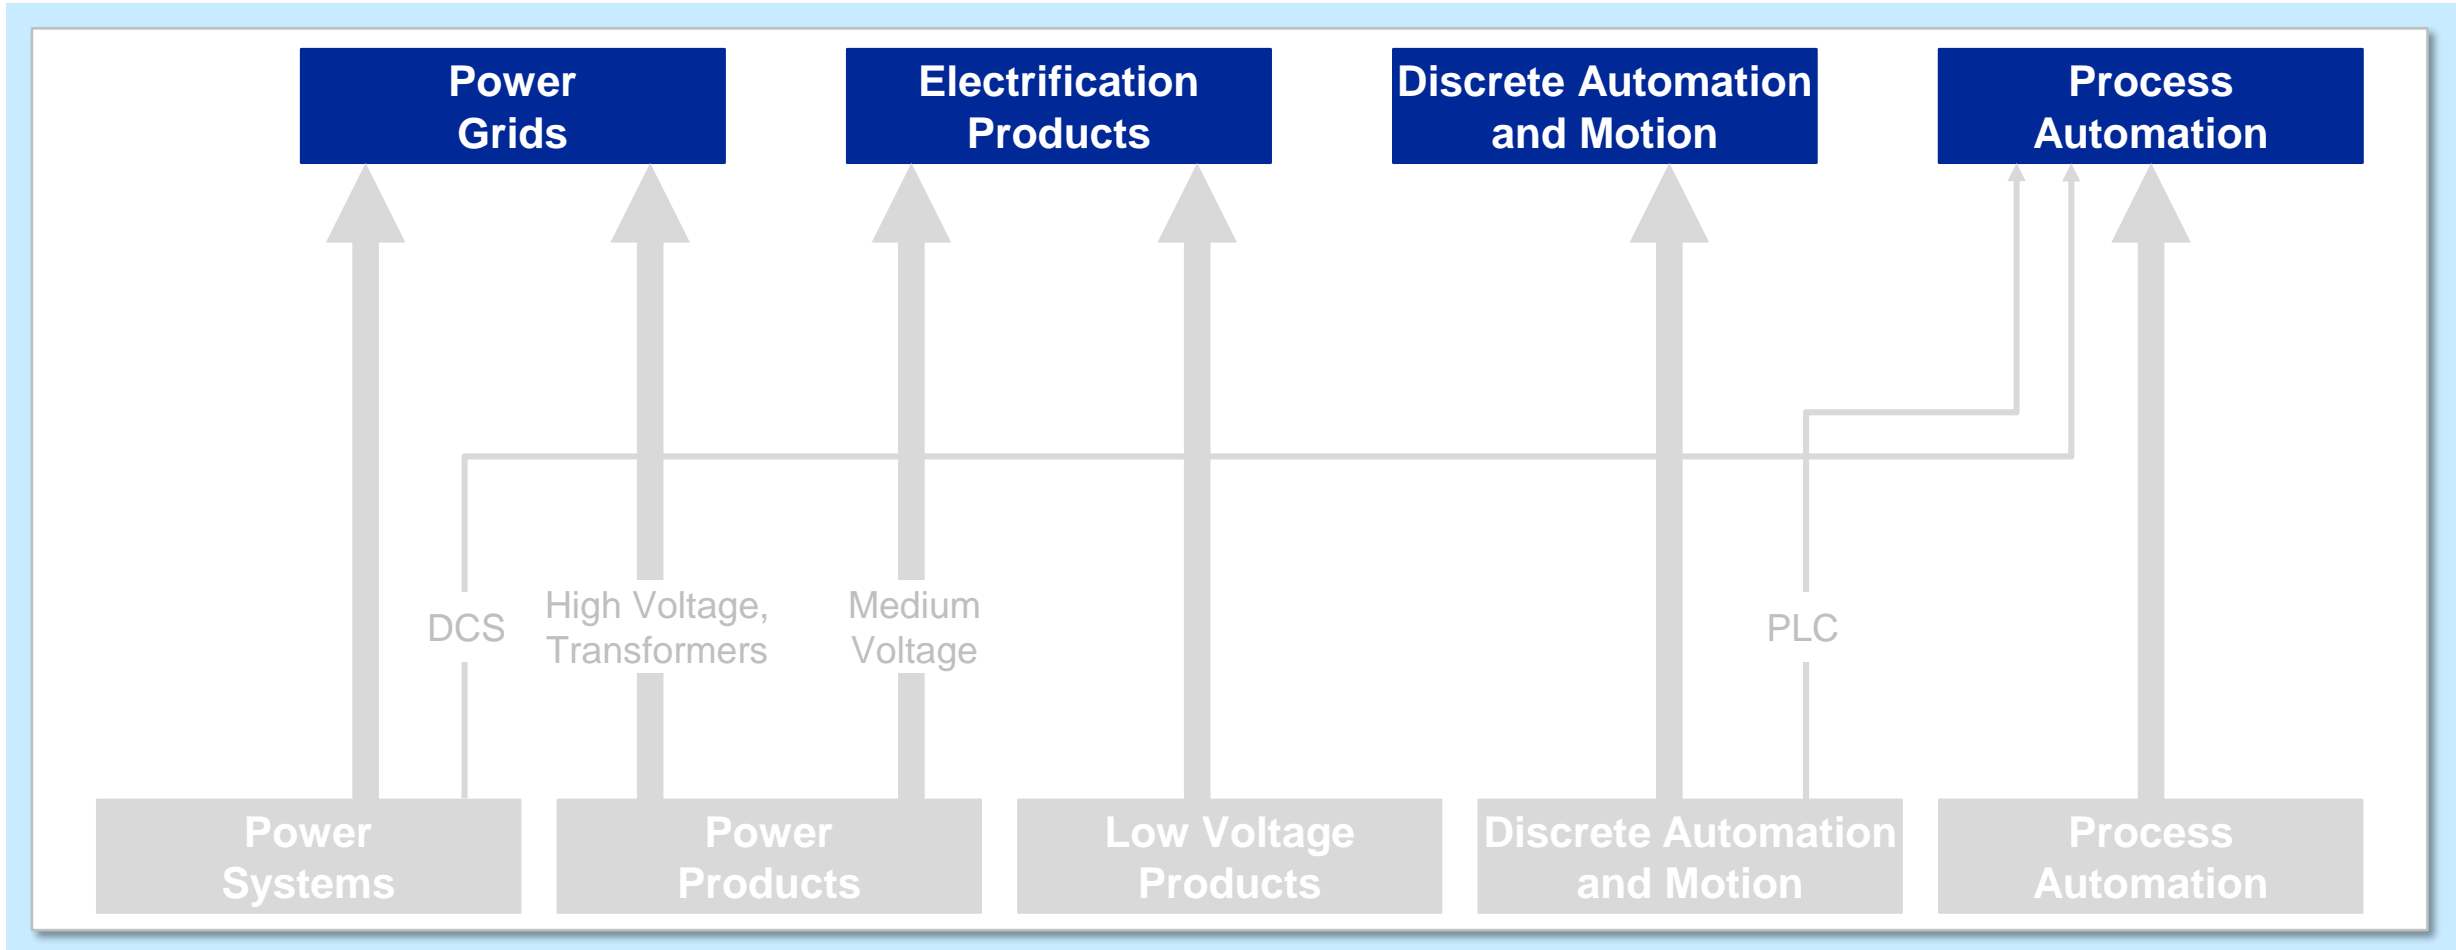 Power
Grids
Electrification
Products
Discrete Automation
and Motion
Process
Automation
DCS
High Voltage,
Transformers
Medium
Voltage
PLC
Power
Systems
Power
Products
Low Voltage
Products
Discrete Automation
and Motion
Process
Automation